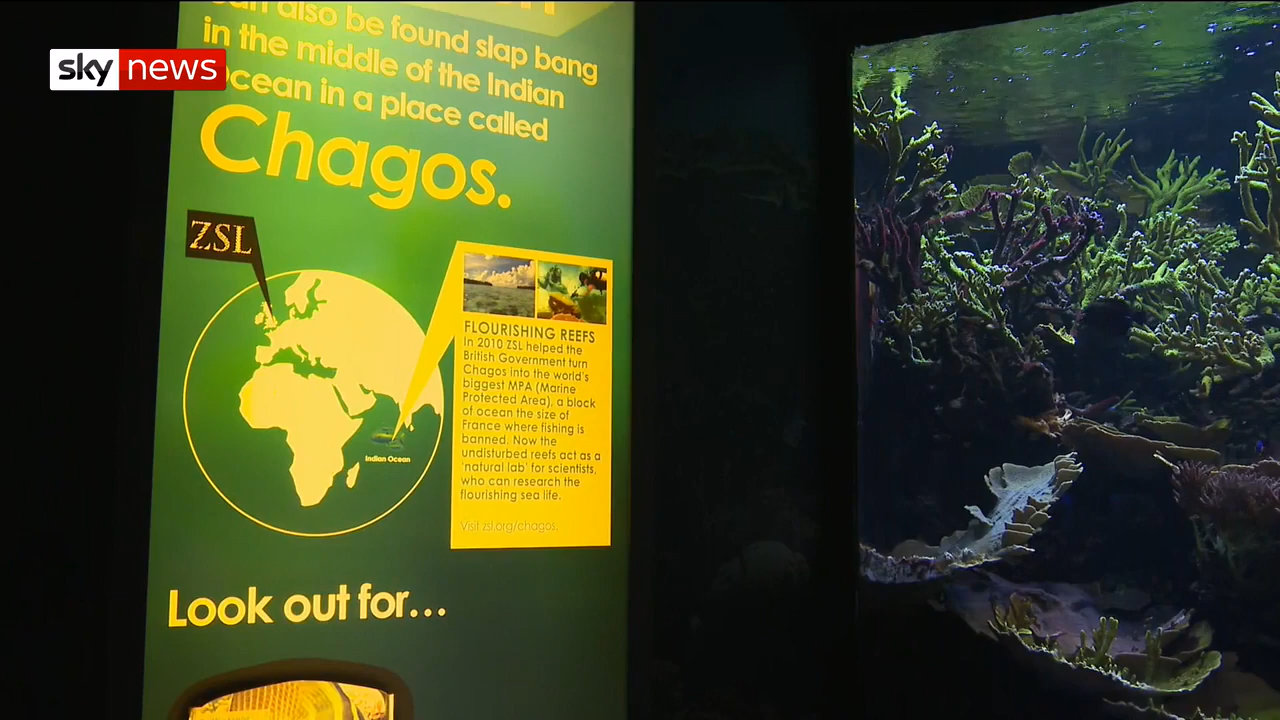 sky news
can also be found slap bang
in the middle of the Indian
Ocean in a place called
Chagos.
ZSL
FLOURISHING REEFS
In 2010 ZSL helped the
British Government turn
Chagos into the world's
biggest MPA (Marine
Protected Area), a block
of ocean the size of
France where fishing is
banned. Now the
undisturbed reefs act as a
'natural lab' for scientists,
who can research the
flourishing sea life.
Visit zsl.org/chagos.
Indian Ocean
Look out for...